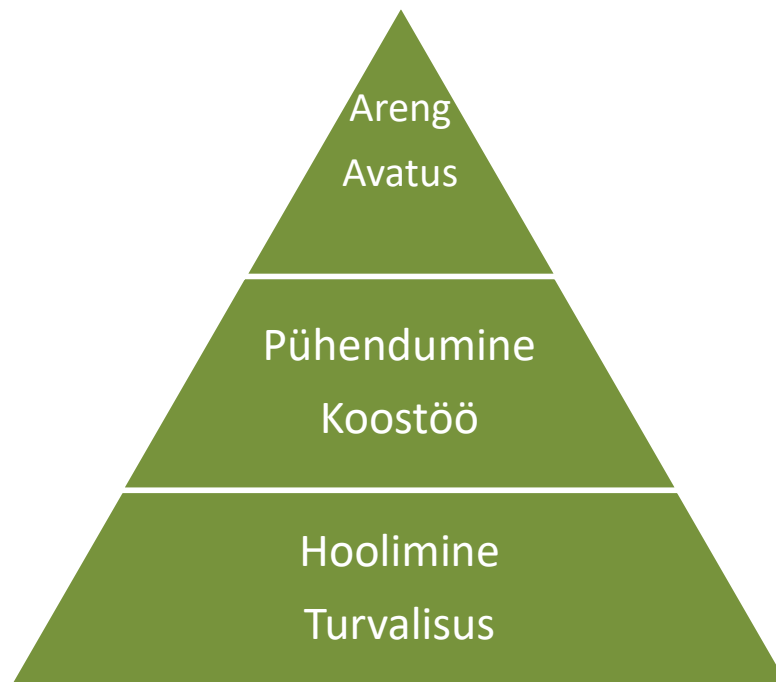 Areng
Avatus
Pühendumine
Koostöö
Hoolimine
Turvalisus